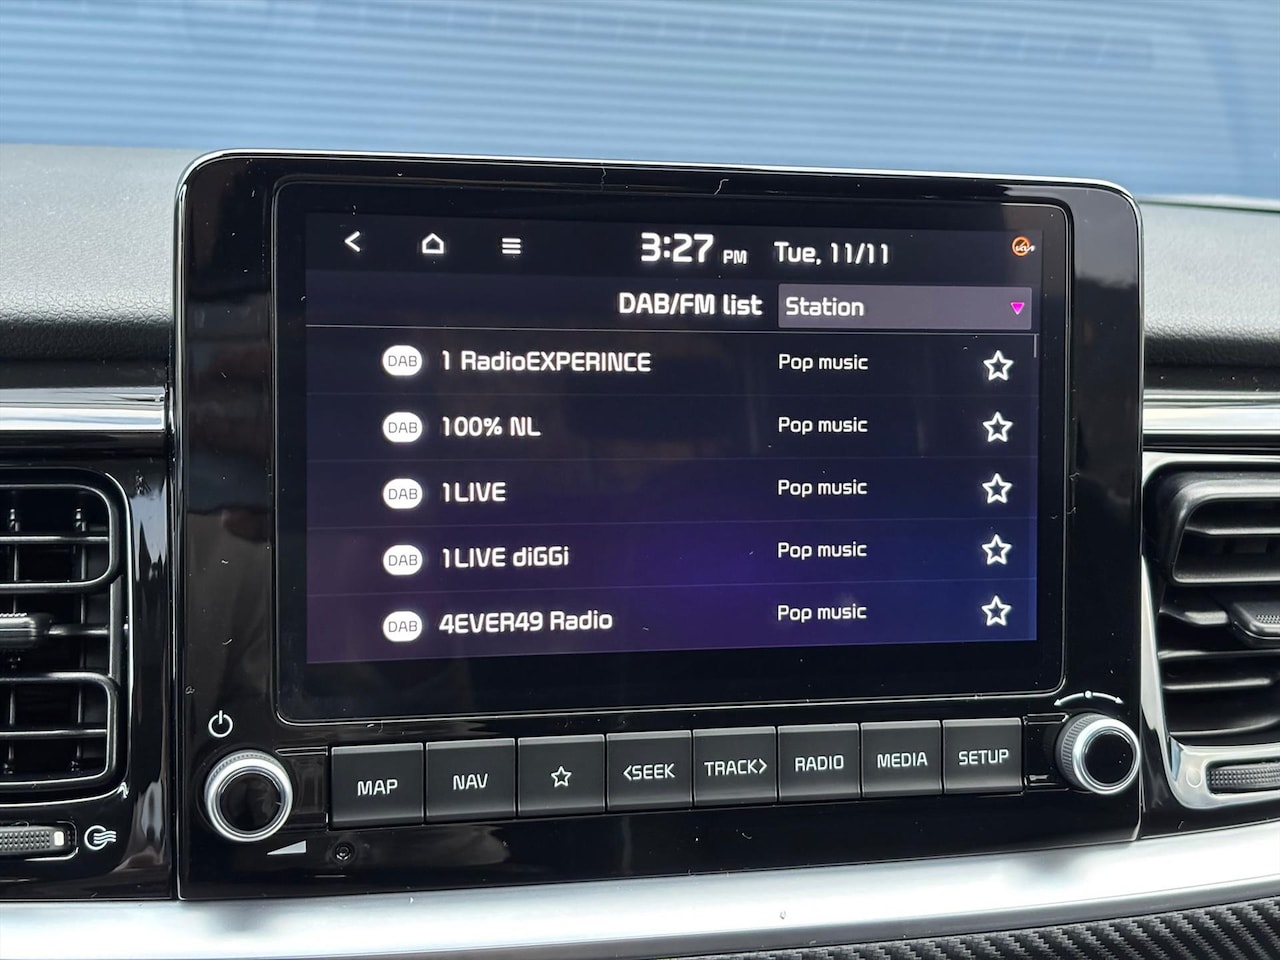 3:27 PM Tue, 11/11
DAB/FM list Station
DAB 1 RadioEXPERINCE Pop music
DAB 100% NL Pop music
DAB 1LIVE Pop music
DAB 1LIVE diGGi Pop music
DAB 4EVER49 Radio Pop music
MAP NAV <SEEK TRACK> RADIO MEDIA SETUP